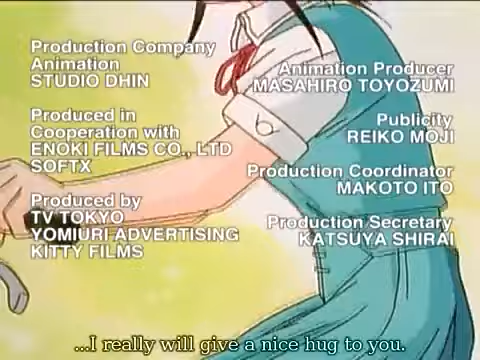 Production Company
Animation
STUDIO DHIN
Produced in
Cooperation with
ENOKI FILMS CO., LTD
SOFTX
Produced by
TV TOKYO
YOMIURI ADVERTISING
KITTY FILMS
Animation Producer
MASAHIRO TOYOZUMI
Publicity
REIKO MOJI
Production Coordinator
MAKOTO ITO
Production Secretary
KATSUYA SHIRAI
...I really will give a nice hug to you.